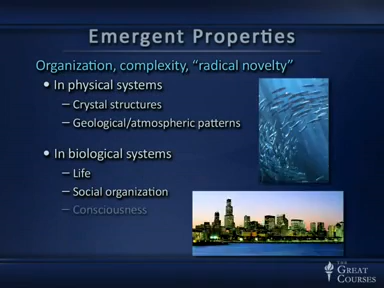 Emergent Properties
Organization, complexity, “radical novelty”
• In physical systems
– Crystal structures
– Geological/atmospheric patterns
• In biological systems
– Life
– Social organization
– Consciousness
THE
GREAT
COURSES